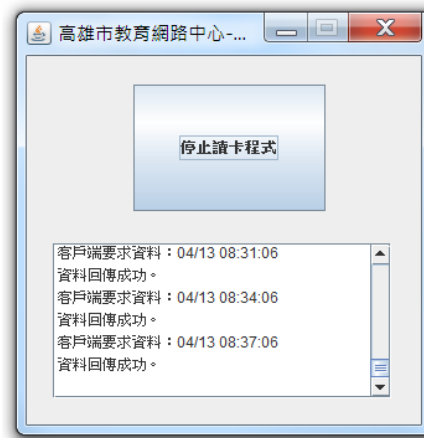 高雄市教育網路中心-...
停止讀卡程式
客戶端要求資料：04/13 08:31:06
資料回傳成功。
客戶端要求資料：04/13 08:34:06
資料回傳成功。
客戶端要求資料：04/13 08:37:06
資料回傳成功。